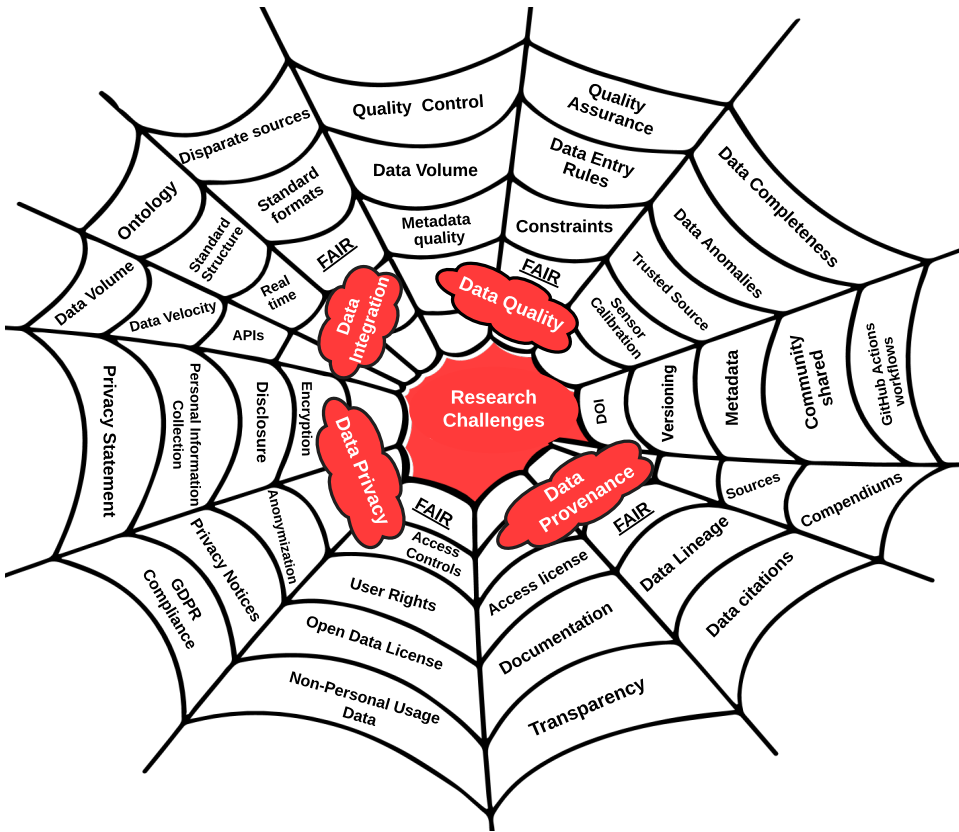 Research
Challenges
Data Quality
Quality Control
Data Volume
Metadata
quality
Quality
Assurance
Data Entry
Rules
Constraints
FAIR
Data Completeness
Data Anomalies
Trusted Source
Sensor
Calibration
Data
Provenance
DOI
Versioning
Metadata
Community
shared
GitHub Actions
workflows
Sources
Compendiums
FAIR
Data Lineage
Data citations
Access license
Documentation
Transparency
Data Privacy
FAIR
Access
Controls
User Rights
Open Data License
Non-Personal Usage
Data
Anonymization
Privacy Notices
GDPR
Compliance
Encryption
Disclosure
Personal Information
Collection
Privacy Statement
Data
Integration
APIs
Data Velocity
Data Volume
Real
time
Standard
Structure
Ontology
FAIR
Standard
formats
Disparate sources